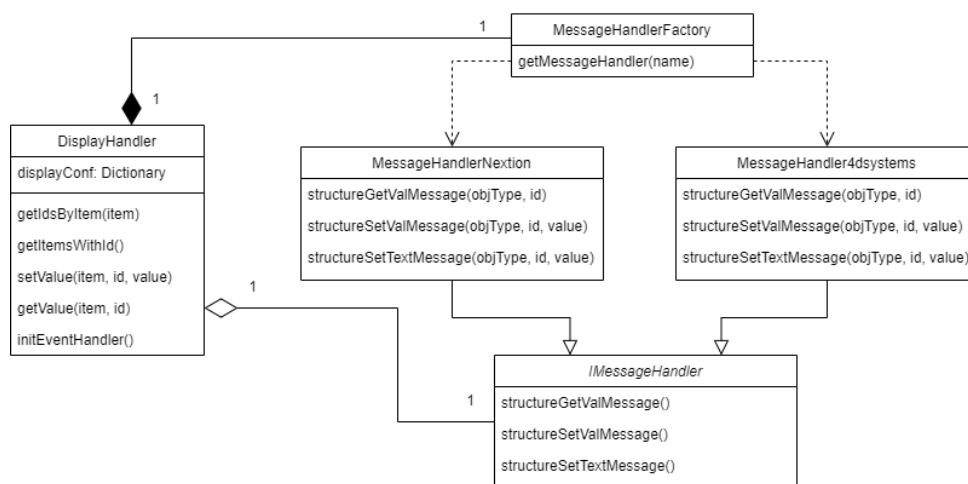 1
MessageHandlerFactory
getMessageHandler(name)
1
DisplayHandler
displayConf: Dictionary
getIdsByItem(item)
getItemsWithId()
setValue(item, id, value)
getValue(item, id)
initEventHandler()
MessageHandlerNextion
structureGetValMessage(objType, id)
structureSetValMessage(objType, id, value)
structureSetTextMessage(objType, id, value)
MessageHandler4dsystems
structureGetValMessage(objType, id)
structureSetValMessage(objType, id, value)
structureSetTextMessage(objType, id, value)
1
1
IMessageHandler
structureGetValMessage()
structureSetValMessage()
structureSetTextMessage()